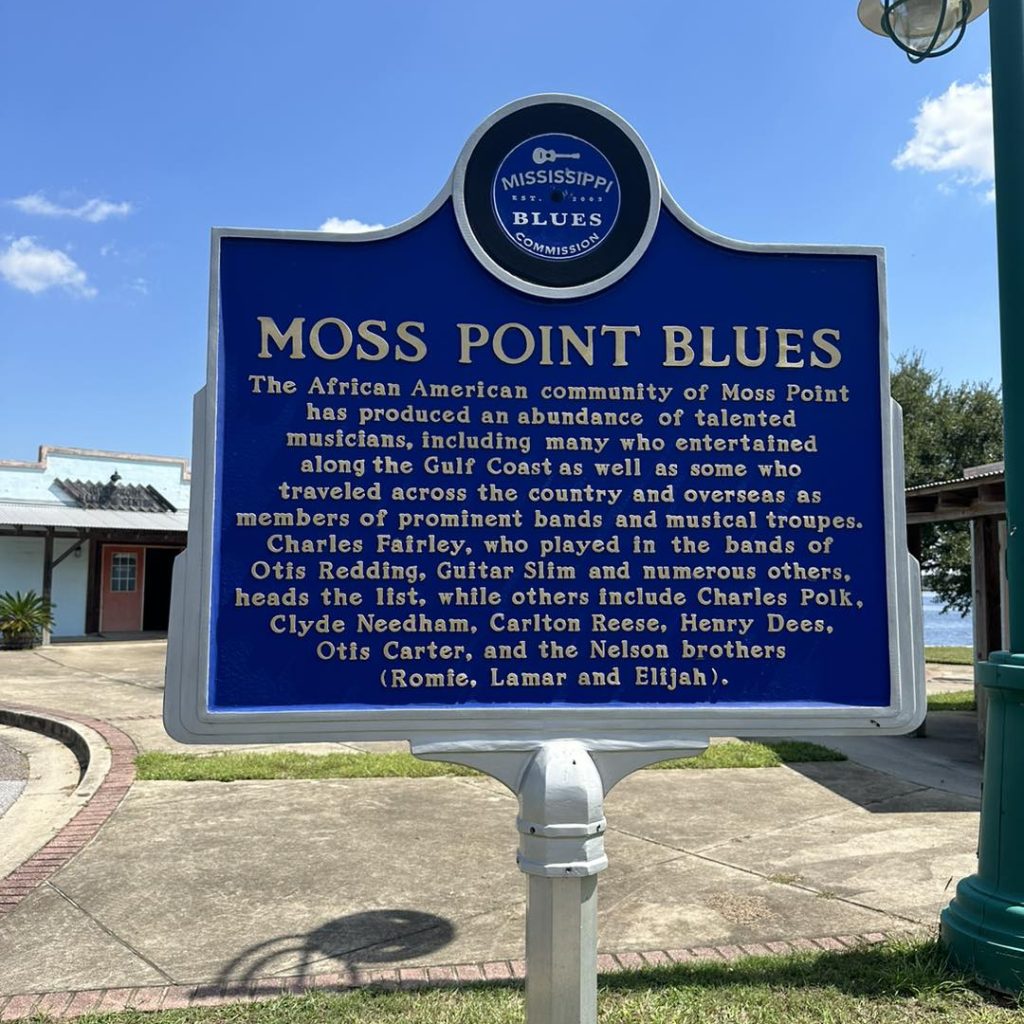 MISSISSIPPI
EST. 2003
BLUES
COMMISSION
MOSS POINT BLUES
The African American community of Moss Point
has produced an abundance of talented
musicians, including many who entertained
along the Gulf Coast as well as some who
traveled across the country and overseas as
members of prominent bands and musical troupes.
Charles Fairley, who played in the bands of
Otis Redding, Guitar Slim and numerous others,
heads the list, while others include Charles Polk,
Clyde Needham, Carlton Reese, Henry Dees,
Otis Carter, and the Nelson brothers
(Romie, Lamar and Elijah).